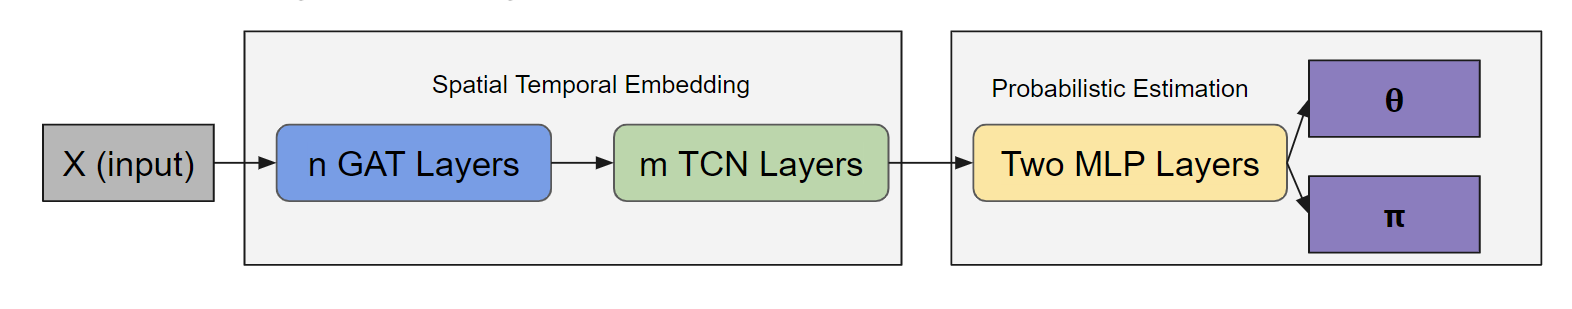 Spatial Temporal Embedding
Probabilistic Estimation
X (input)
n GAT Layers
m TCN Layers
Two MLP Layers
θ
π